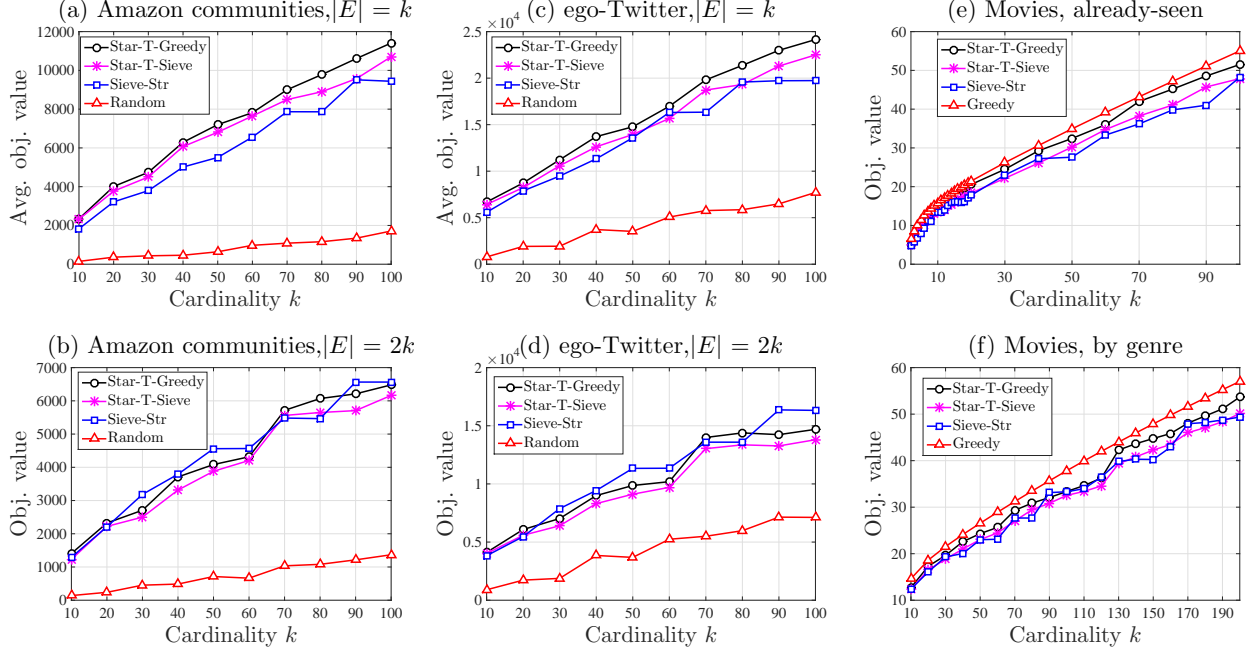 (a) Amazon communities,|E| = k
12000
10000
8000
6000
4000
2000
0
Avg. obj. value
Star-T-Greedy
Star-T-Sieve
Sieve-Str
Random
10 20 30 40 50 60 70 80 90 100
Cardinality k
(c) ego-Twitter,|E| = k
×10⁴
2.5
2.0
1.5
1.0
0.5
0.0
Avg. obj. value
Star-T-Greedy
Star-T-Sieve
Sieve-Str
Random
10 20 30 40 50 60 70 80 90 100
Cardinality k
(e) Movies, already-seen
60
50
40
30
20
10
0
Obj. value
Star-T-Greedy
Star-T-Sieve
Sieve-Str
Greedy
10 30 50 70 90
Cardinality k
(b) Amazon communities,|E| = 2k
7000
6000
5000
4000
3000
2000
1000
0
Obj. value
Star-T-Greedy
Star-T-Sieve
Sieve-Str
Random
10 20 30 40 50 60 70 80 90 100
Cardinality k
(d) ego-Twitter,|E| = 2k
×10⁴
2
1.5
1.0
0.5
0.0
Obj. value
Star-T-Greedy
Star-T-Sieve
Sieve-Str
Random
10 20 30 40 50 60 70 80 90 100
Cardinality k
(f) Movies, by genre
60
50
40
30
20
10
Obj. value
Star-T-Greedy
Star-T-Sieve
Sieve-Str
Greedy
10 30 50 70 90 110 130 150 170 190
Cardinality k